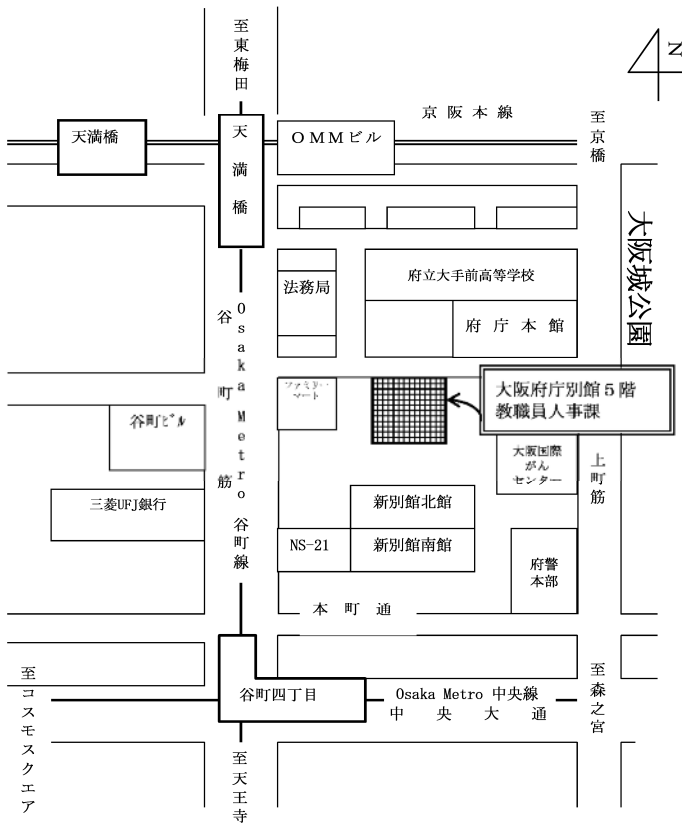 至東梅田
N
京阪本線
至京橋
天満橋
天満橋
OMMビル
大阪城公園
法務局
府立大手前高等学校
府庁本館
谷町筋
Osaka Metro 谷町線
ファミリーマート
大阪府庁別館5階
教職員人事課
谷町ビル
大阪国際
がん
センター
上町筋
三菱UFJ銀行
新別館北館
NS-21
新別館南館
府警
本部
本町通
至コスモスクエア
谷町四丁目
Osaka Metro 中央線
中央大通
至森之宮
至天王寺